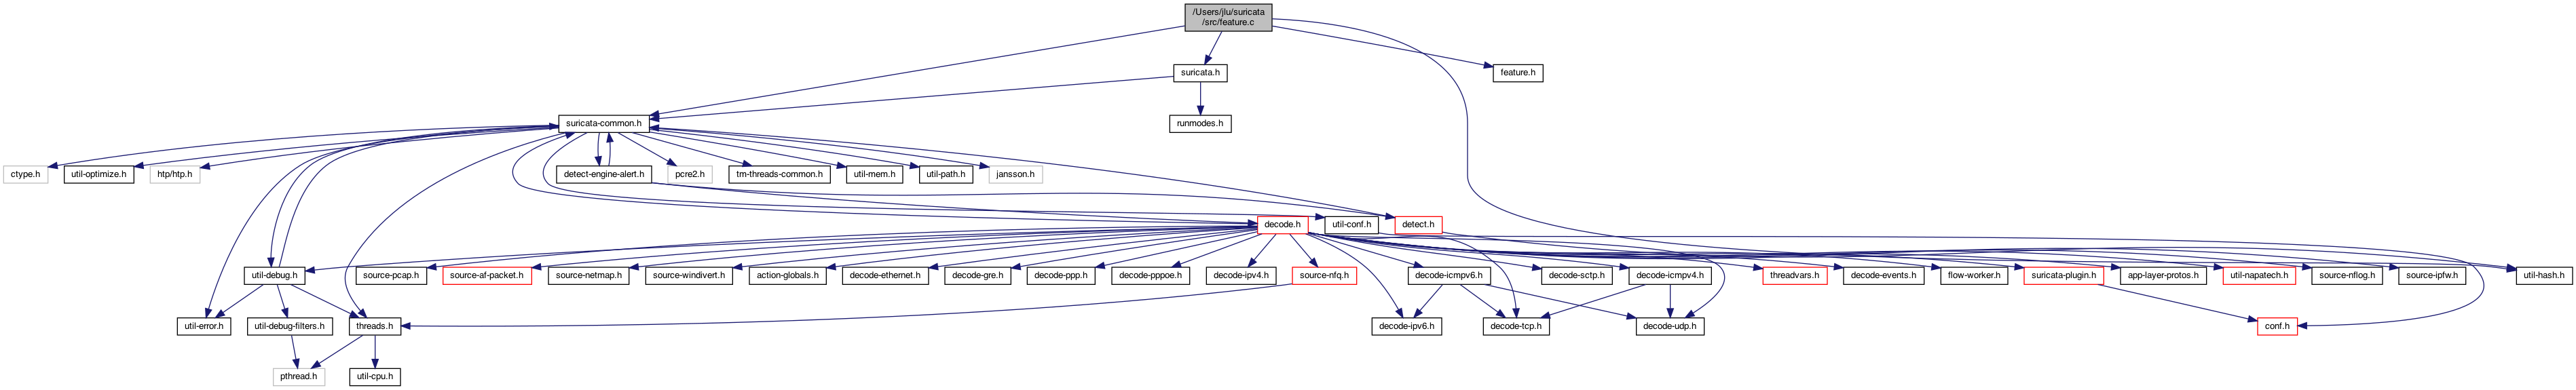 /Users/jlu/suricata
/src/feature.c
suricata.h
feature.h
suricata-common.h
runmodes.h
ctype.h
util-optimize.h
htp/htp.h
detect-engine-alert.h
pcre2.h
tm-threads-common.h
util-mem.h
util-path.h
jansson.h
decode.h
util-conf.h
detect.h
util-debug.h
source-pcap.h
source-af-packet.h
source-netmap.h
source-windivert.h
action-globals.h
decode-ethernet.h
decode-gre.h
decode-ppp.h
decode-pppoe.h
decode-ipv4.h
source-nfq.h
decode-icmpv6.h
decode-sctp.h
decode-icmpv4.h
threadvars.h
decode-events.h
flow-worker.h
suricata-plugin.h
app-layer-protos.h
util-napatech.h
source-nflog.h
source-ipfw.h
util-hash.h
util-error.h
util-debug-filters.h
threads.h
decode-ipv6.h
decode-tcp.h
decode-udp.h
conf.h
pthread.h
util-cpu.h